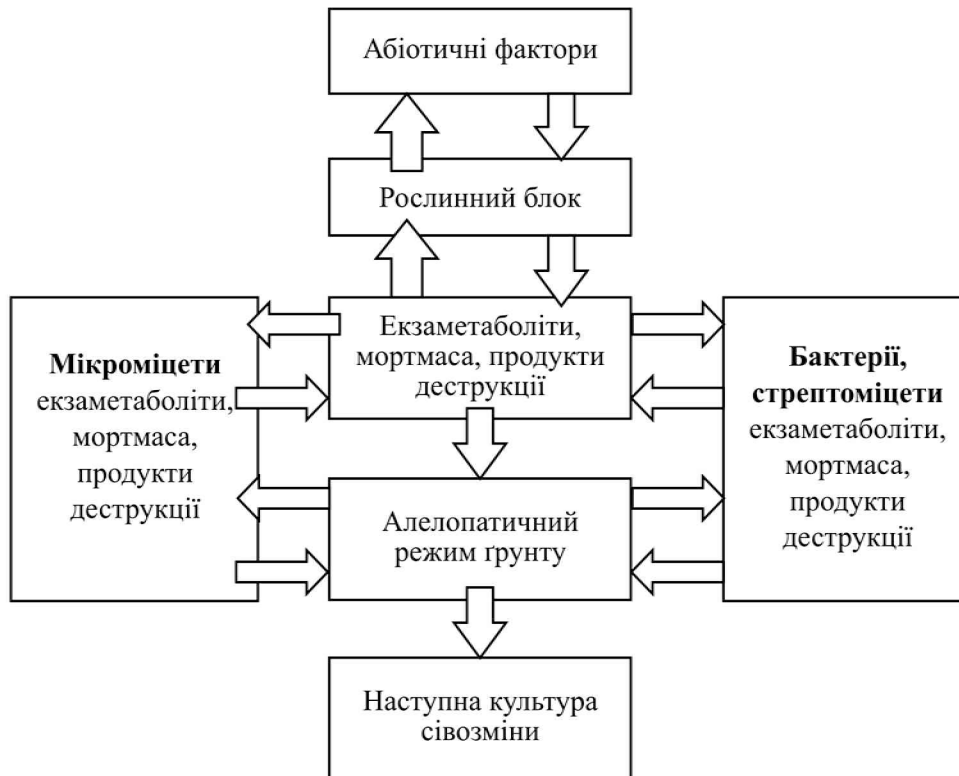 Абіотичні фактори
Рослинний блок
Екзаметаболіти,
мортмаса, продукти
деструкції
Мікроміцети
екзаметаболіти,
мортмаса,
продукти
деструкції
Бактерії,
стрептоміцети
екзаметаболіти,
мортмаса,
продукти
деструкції
Алелопатичний
режим ґрунту
Наступна культура
сівозміни